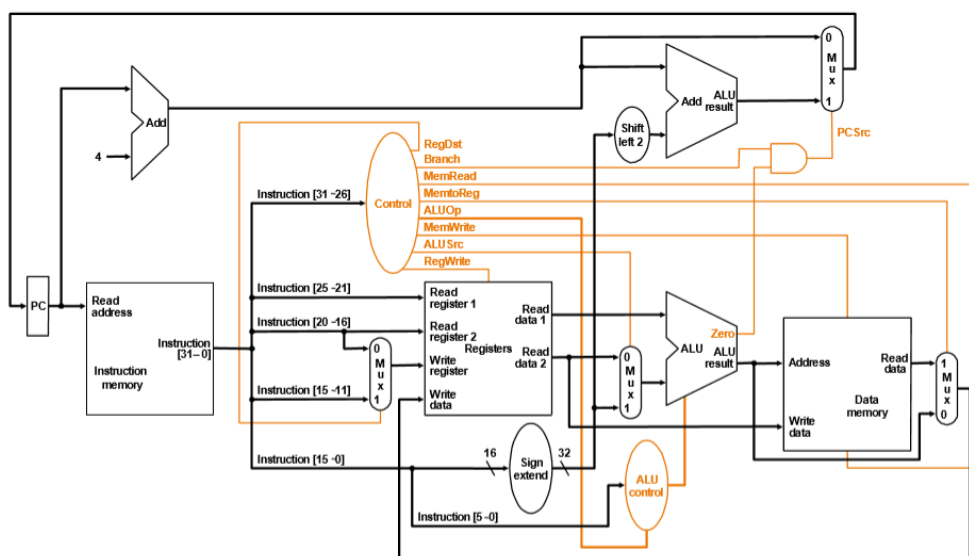 0
M
u
x
1
Add
ALU
result
Add
Shift
left 2
4
PCSrc
RegDst
Branch
MemRead
MemtoReg
ALUOp
MemWrite
ALUSrc
RegWrite
Control
Instruction [31-26]
PC
Read
address
Instruction
[31-0]
Instruction
memory
Instruction [25-21]
Instruction [20-16]
Instruction [15-11]
0
M
u
x
1
Read
register 1
Read
register 2
Write
register
Write
data
Registers
Read
data 1
Read
data 2
0
M
u
x
1
Zero
ALU
ALU
result
Address
Write
data
Read
data
Data
memory
1
M
u
x
0
Instruction [15-0]
16
Sign
extend
32
ALU
control
Instruction [5-0]